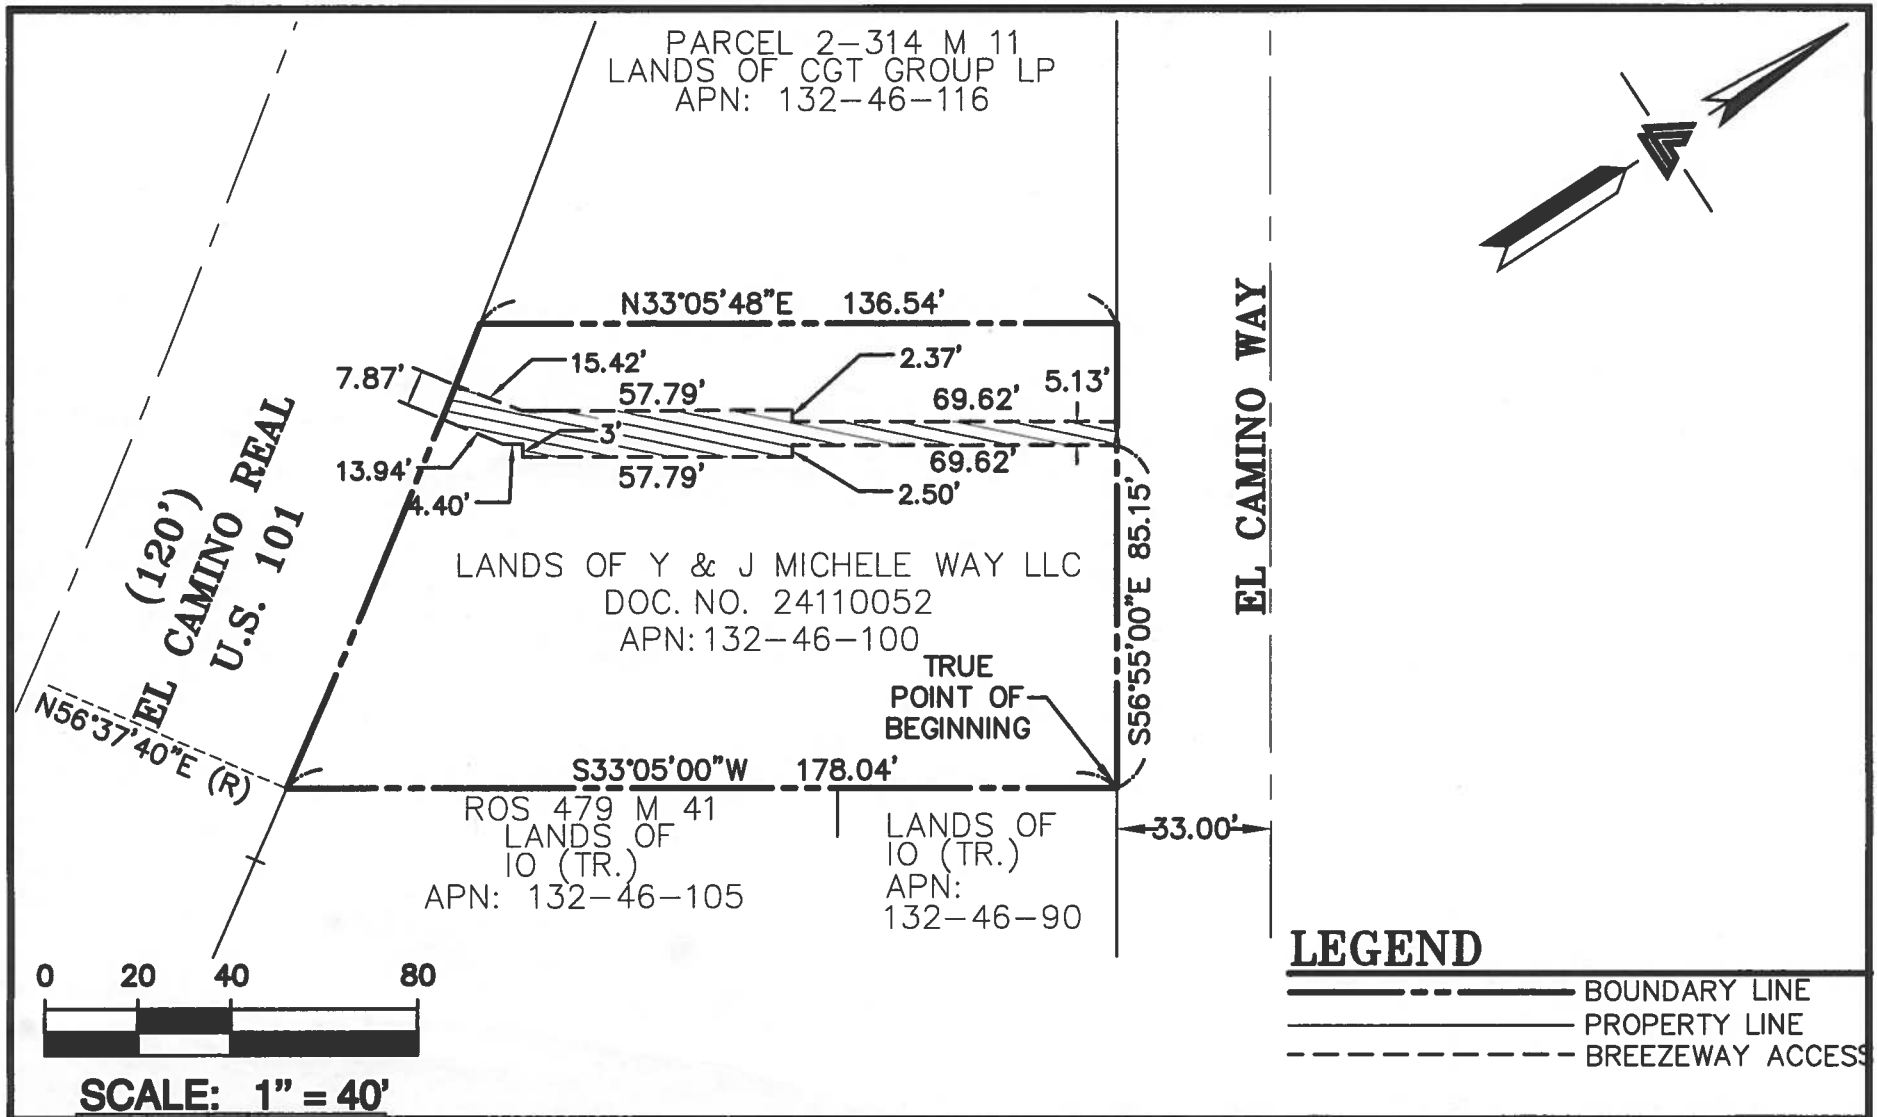 PARCEL 2-314 M 11
LANDS OF CGT GROUP LP
APN: 132-46-116
N33°05'48"E 136.54'
7.87'
15.42'
57.79'
2.37'
69.62'
5.13'
3'
13.94'
4.40'
57.79'
69.62'
2.50'
(120')
EL CAMINO REAL
U.S. 101
EL CAMINO WAY
S56°55'00"E 85.15'
LANDS OF Y & J MICHELE WAY LLC
DOC. NO. 24110052
APN: 132-46-100
TRUE
POINT OF
BEGINNING
N56°37'40"E (R)
S33°05'00"W 178.04'
ROS 479 M 41
LANDS OF
IO (TR.)
APN: 132-46-105
LANDS OF
IO (TR.)
APN:
132-46-90
33.00'
0 20 40 80
SCALE: 1" = 40'
LEGEND
BOUNDARY LINE
PROPERTY LINE
BREEZEWAY ACCESS